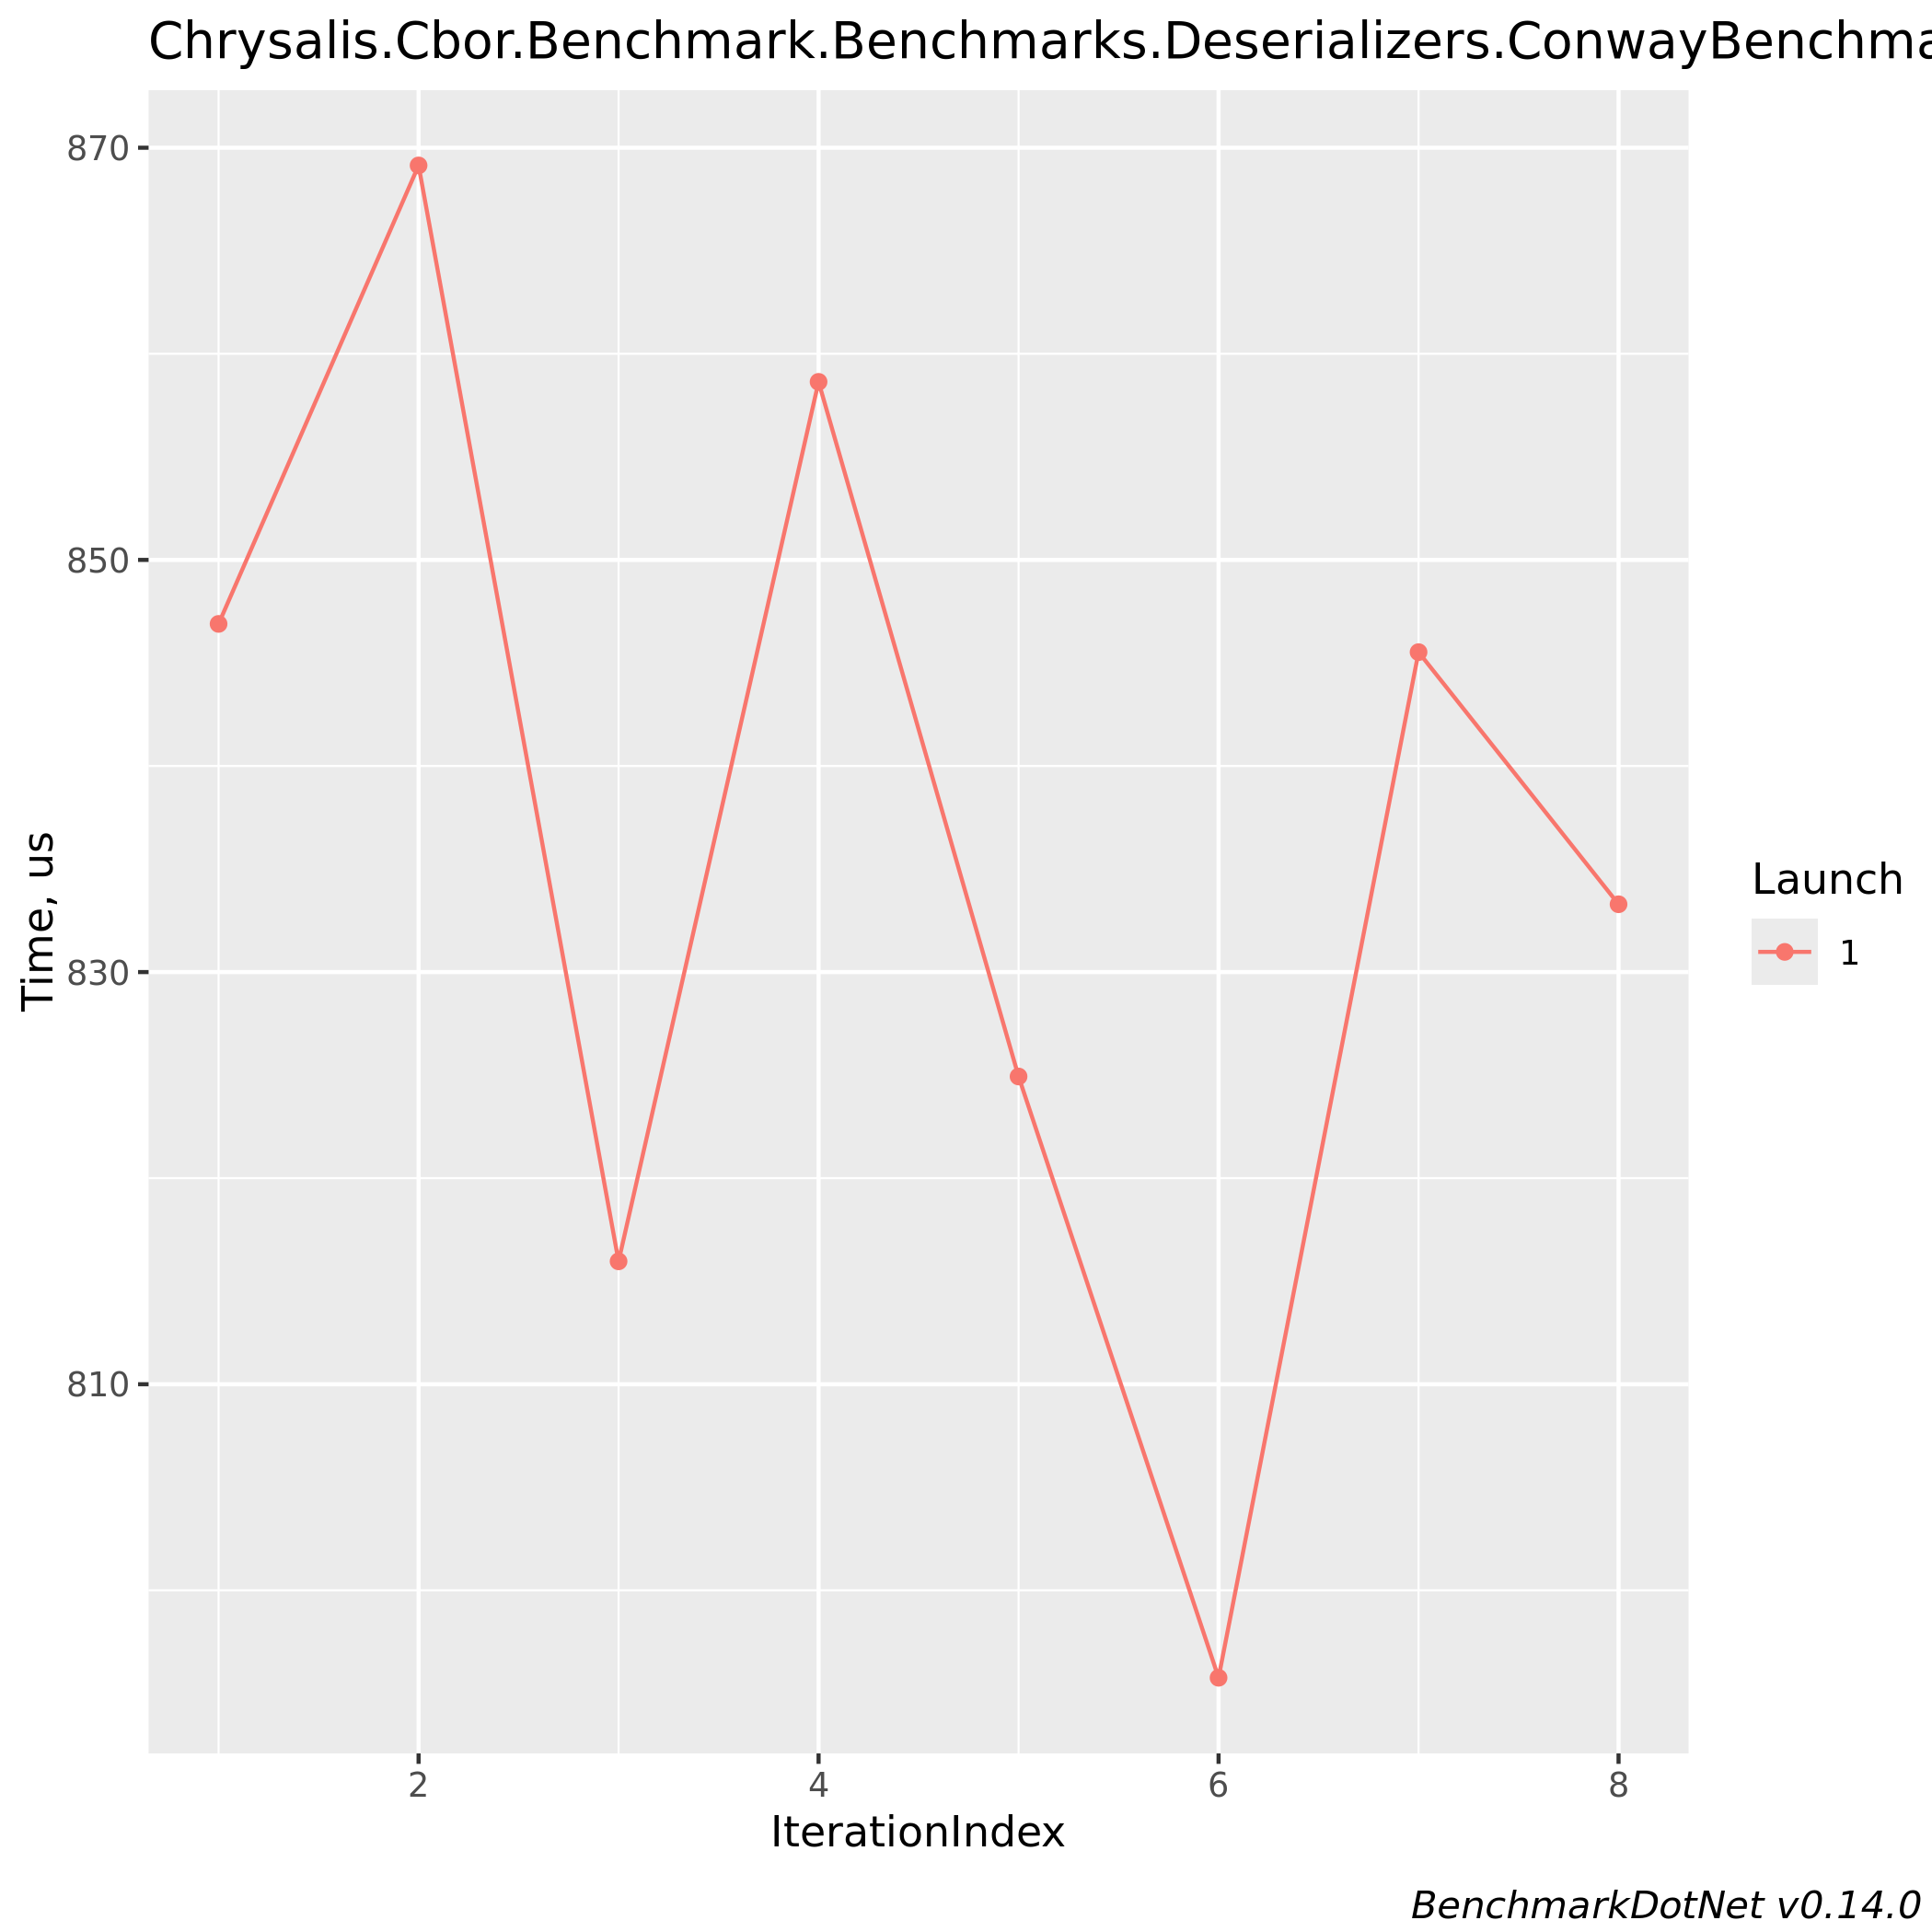 Chrysalis.Cbor.Benchmark.Benchmarks.Deserializers.ConwayBenchma
870
850
830
810
Time, us
2
4
6
8
IterationIndex
Launch
1
BenchmarkDotNet v0.14.0